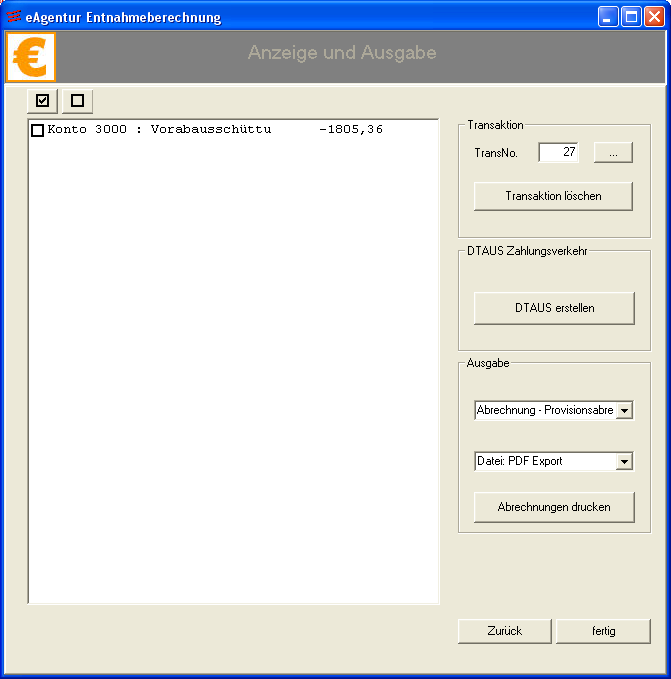 eAgentur Entnahmeberechnung
€
Anzeige und Ausgabe
Konto 3000 : Vorabausschüttu -1805,36
Transaktion
TransNo. 27 ...
Transaktion löschen
DTAUS Zahlungsverkehr
DTAUS erstellen
Ausgabe
Abrechnung - Provisionsabre
Datei: PDF Export
Abrechnungen drucken
Zurück fertig